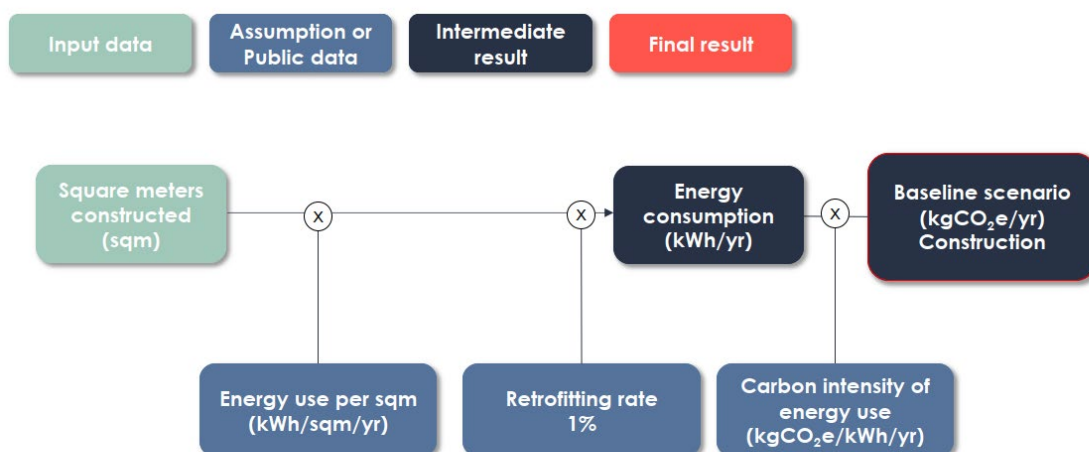 Input data
Assumption or
Public data
Intermediate
result
Final result
Square meters
constructed
(sqm)
X
X
Energy
consumption
(kWh/yr)
X
Baseline scenario
(kgCO₂e/yr)
Construction
Energy use per sqm
(kWh/sqm/yr)
Retrofitting rate
1%
Carbon intensity of
energy use
(kgCO₂e/kWh/yr)